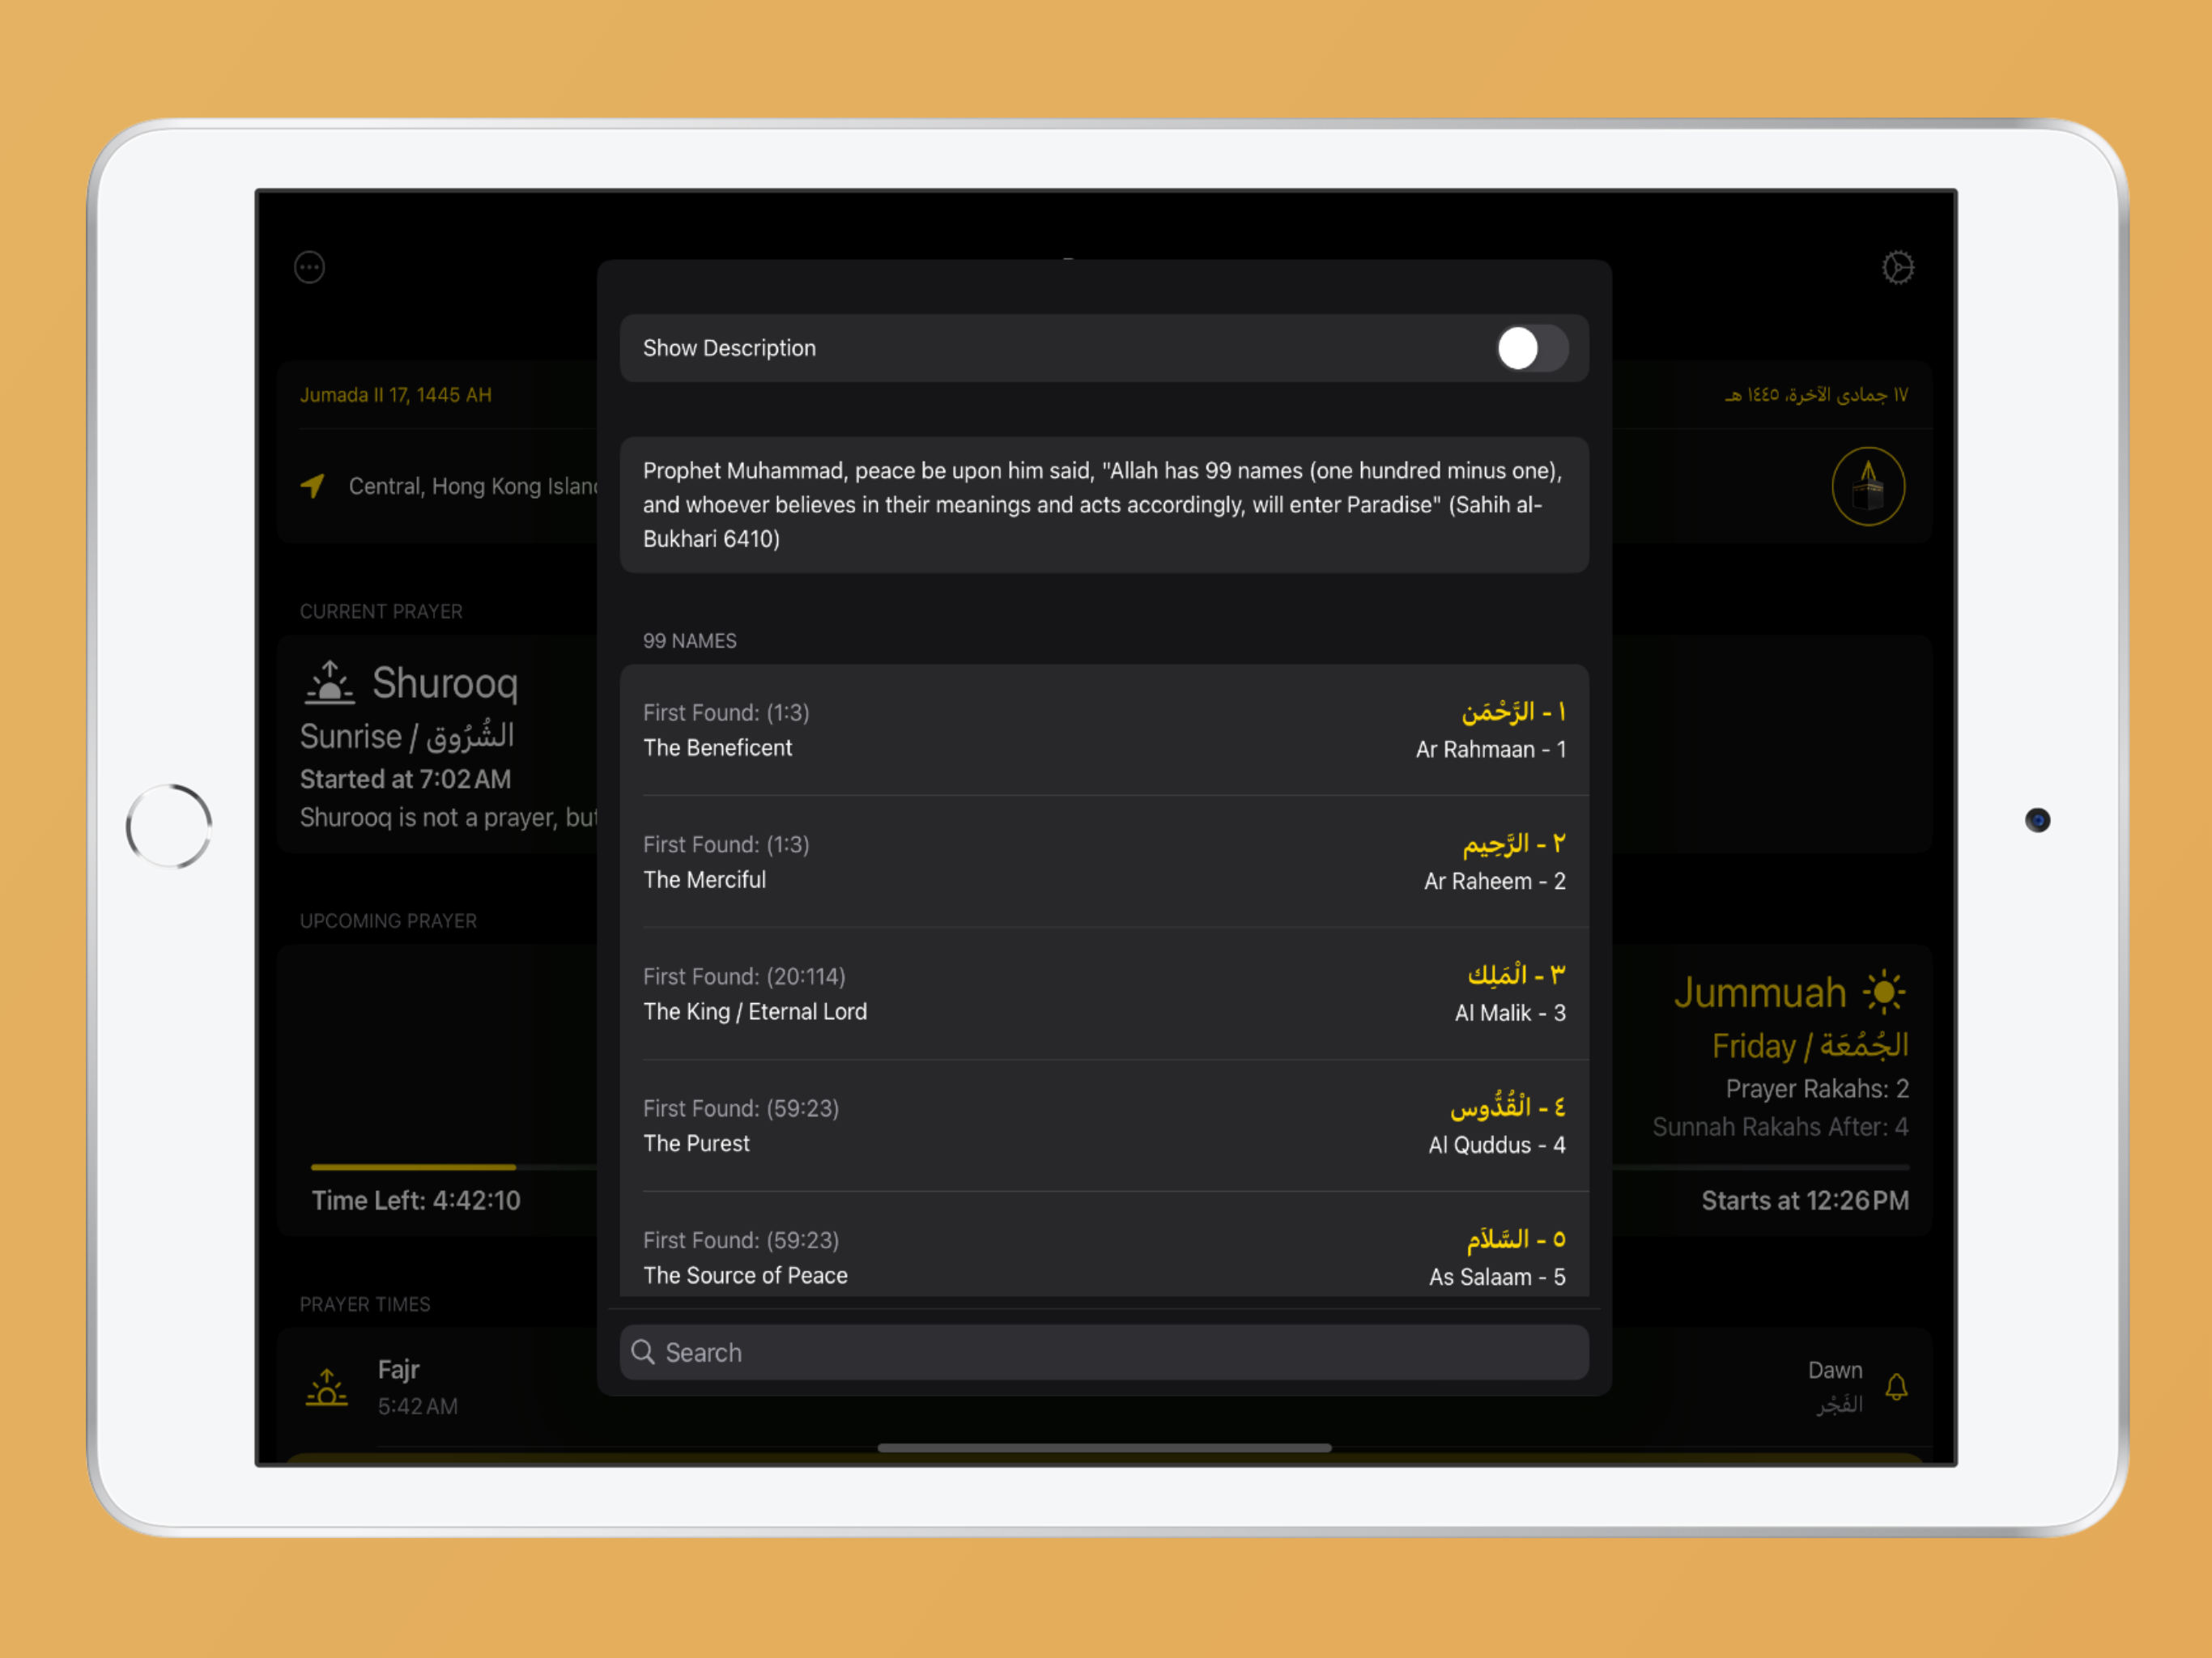 Jumada II 17, 1445 AH
١٧ جمادى الآخرة، ١٤٤٥ هـ
Central, Hong Kong Island
CURRENT PRAYER
Shurooq
Sunrise / الشُرُوق
Started at 7:02 AM
Shurooq is not a prayer, but
UPCOMING PRAYER
Time Left: 4:42:10
PRAYER TIMES
Fajr
5:42 AM
Show Description
Prophet Muhammad, peace be upon him said, "Allah has 99 names (one hundred minus one),
and whoever believes in their meanings and acts accordingly, will enter Paradise" (Sahih al-
Bukhari 6410)
99 NAMES
First Found: (1:3)
١ - الرَّحْمَن
The Beneficent
Ar Rahmaan - 1
First Found: (1:3)
٢ - الرَّحِيم
The Merciful
Ar Raheem - 2
First Found: (20:114)
٣ - الْمَلِك
The King / Eternal Lord
Al Malik - 3
First Found: (59:23)
٤ - الْقُدُّوس
The Purest
Al Quddus - 4
First Found: (59:23)
٥ - السَّلاَم
The Source of Peace
As Salaam - 5
Search
Jummuah
Friday / الجُمُعَة
Prayer Rakahs: 2
Sunnah Rakahs After: 4
Starts at 12:26 PM
Dawn
الفَجْر